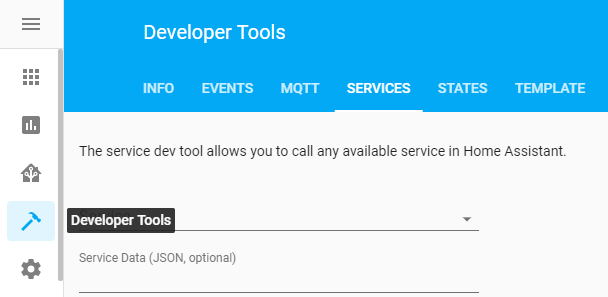 Developer Tools
INFO
EVENTS
MQTT
SERVICES
STATES
TEMPLATE
The service dev tool allows you to call any available service in Home Assistant.
Developer Tools
Service Data (JSON, optional)